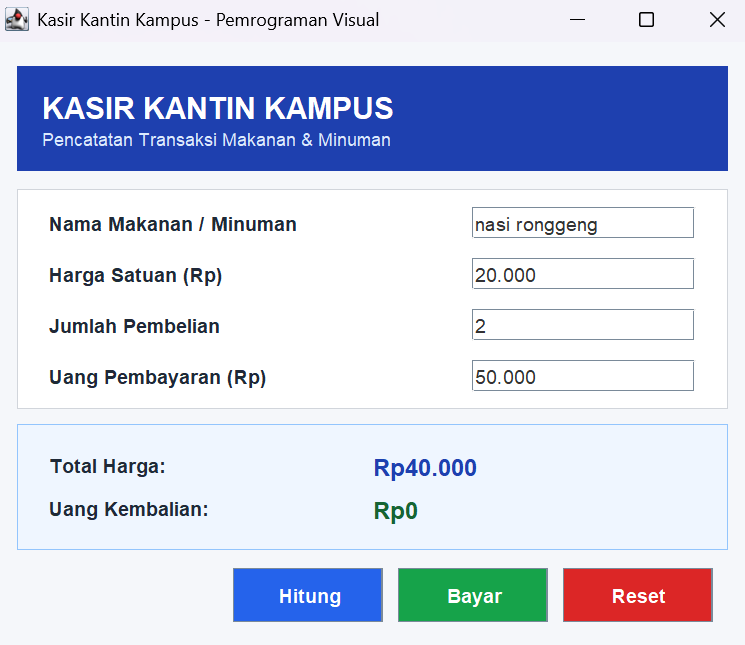 Kasir Kantin Kampus - Pemrograman Visual
KASIR KANTIN KAMPUS
Pencatatan Transaksi Makanan & Minuman
Nama Makanan / Minuman nasi ronggeng
Harga Satuan (Rp) 20.000
Jumlah Pembelian 2
Uang Pembayaran (Rp) 50.000
Total Harga: Rp40.000
Uang Kembalian: Rp0
Hitung Bayar Reset